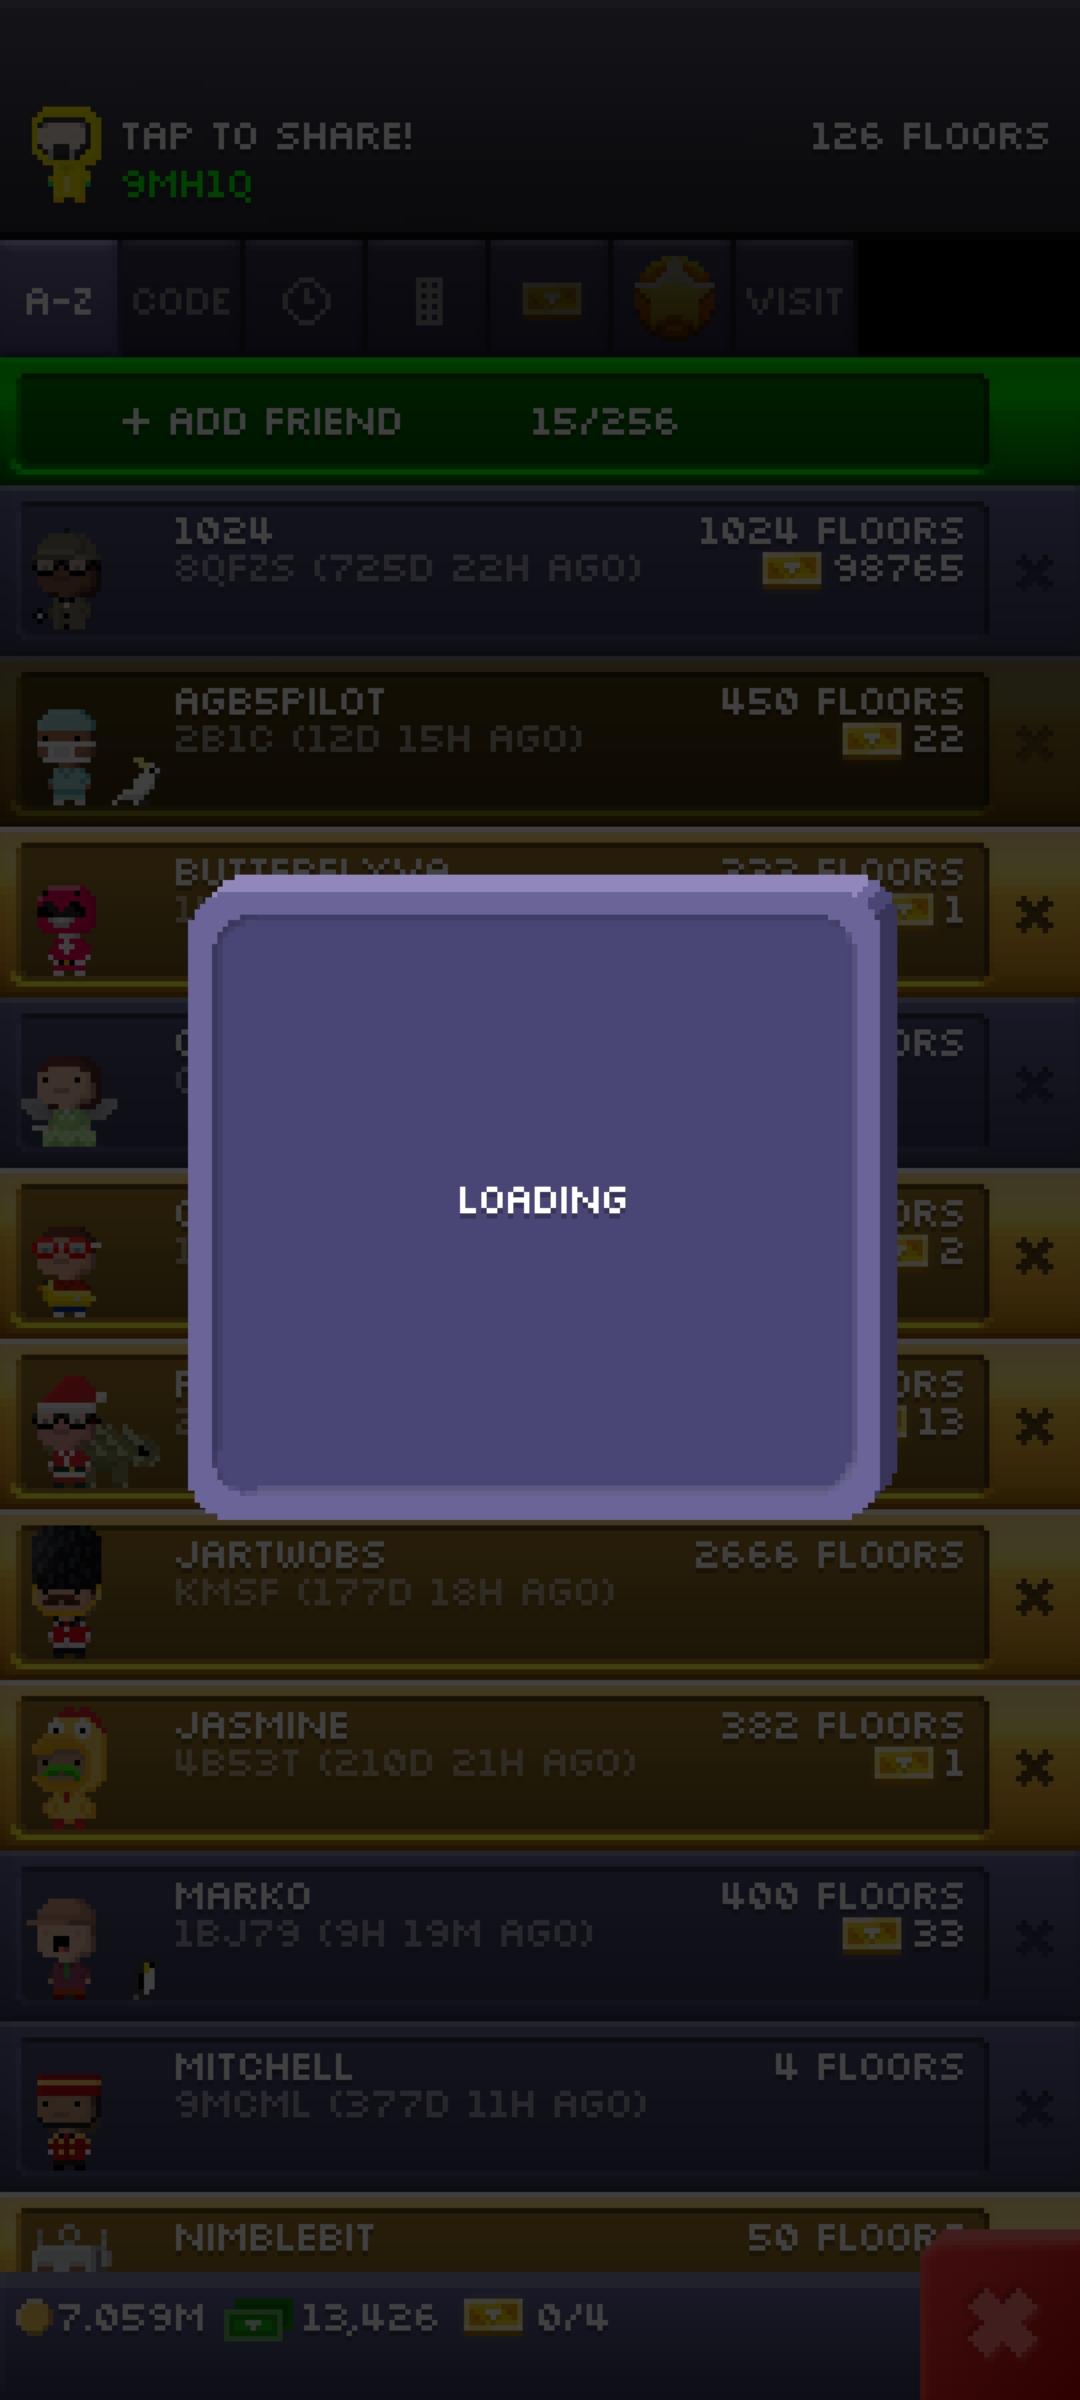 TAP TO SHARE!
126 FLOORS
9MH1Q
A-Z CODE VISIT
+ ADD FRIEND 15/256
1024 1024 FLOORS
8QFZS (725D 22H AGO) 98765
AGB5PILOT 450 FLOORS
2B1C (12D 15H AGO) 22
1
2
13
LOADING
JARTWOBS 2666 FLOORS
KMSF (177D 18H AGO)
JASMINE 382 FLOORS
4B53T (210D 21H AGO) 1
MARKO 400 FLOORS
1BJ79 (9H 19M AGO) 33
MITCHELL 4 FLOORS
9MCML (377D 11H AGO)
NIMBLEBIT 50 FLOORS
7.059M 13,426 0/4